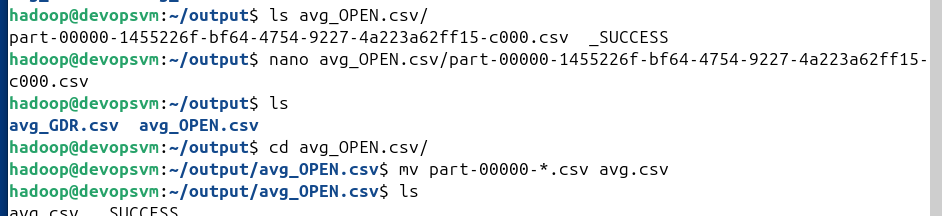 hadoop@devopsvm:~/output$ ls avg_OPEN.csv/
part-00000-1455226f-bf64-4754-9227-4a223a62ff15-c000.csv  _SUCCESS
hadoop@devopsvm:~/output$ nano avg_OPEN.csv/part-00000-1455226f-bf64-4754-9227-4a223a62ff15-
c000.csv
hadoop@devopsvm:~/output$ ls
avg_GDR.csv  avg_OPEN.csv
hadoop@devopsvm:~/output$ cd avg_OPEN.csv/
hadoop@devopsvm:~/output/avg_OPEN.csv$ mv part-00000-*.csv avg.csv
hadoop@devopsvm:~/output/avg_OPEN.csv$ ls
avg.csv  _SUCCESS